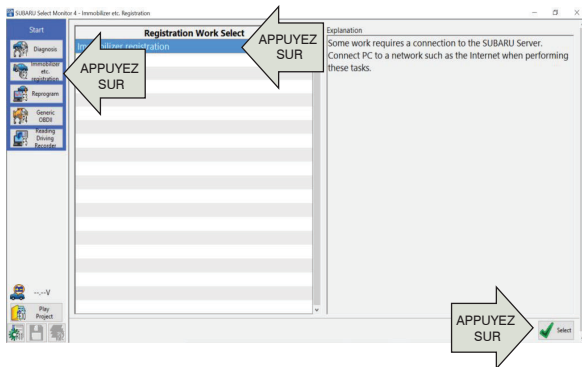 SUBARU Select Monitor 4 - Immobilizer etc. Registration
Start
Diagnosis
Immobilizer
etc.
registration
Reprogram
Generic
OBDII
Reading
Driving
Recorder
--.--V
Play
Project
Registration Work Select
Immobilizer registration
APPUYEZ
SUR
APPUYEZ
SUR
Explanation
Some work requires a connection to the SUBARU Server.
Connect PC to a network such as the Internet when performing
these tasks.
APPUYEZ
SUR
Select